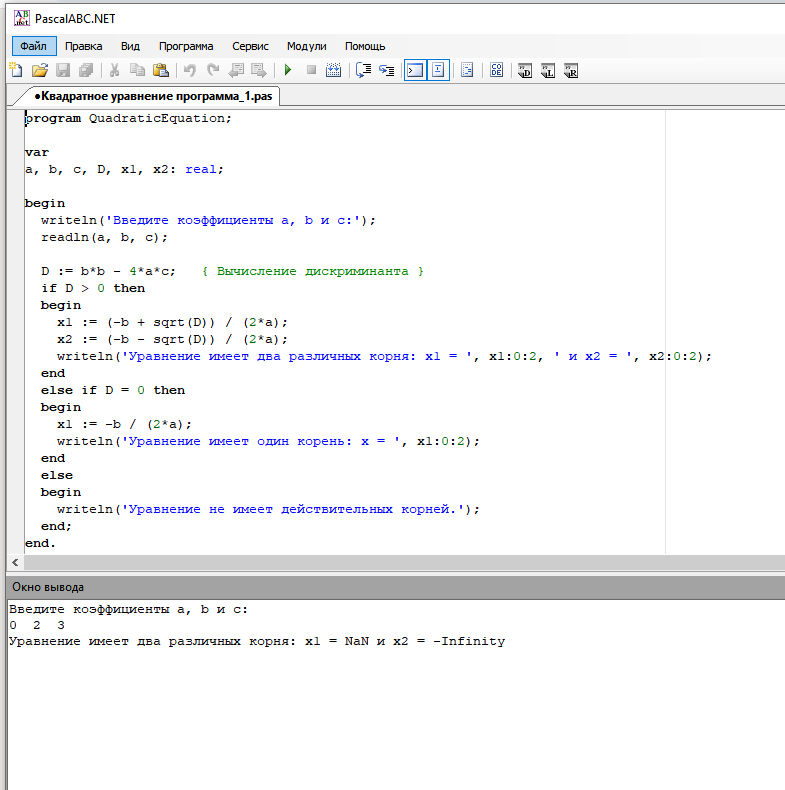 PascalABC.NET
Файл Правка Вид Программа Сервис Модули Помощь
•Квадратное уравнение программа_1.pas
program QuadraticEquation;
var
a, b, c, D, x1, x2: real;
begin
writeln('Введите коэффициенты a, b и c:');
readln(a, b, c);
D := b*b - 4*a*c; { Вычисление дискриминанта }
if D > 0 then
begin
x1 := (-b + sqrt(D)) / (2*a);
x2 := (-b - sqrt(D)) / (2*a);
writeln('Уравнение имеет два различных корня: x1 = ', x1:0:2, ' и x2 = ', x2:0:2);
end
else if D = 0 then
begin
x1 := -b / (2*a);
writeln('Уравнение имеет один корень: x = ', x1:0:2);
end
else
begin
writeln('Уравнение не имеет действительных корней.');
end;
end.
Окно вывода
Введите коэффициенты a, b и c:
0 2 3
Уравнение имеет два различных корня: x1 = NaN и x2 = -Infinity